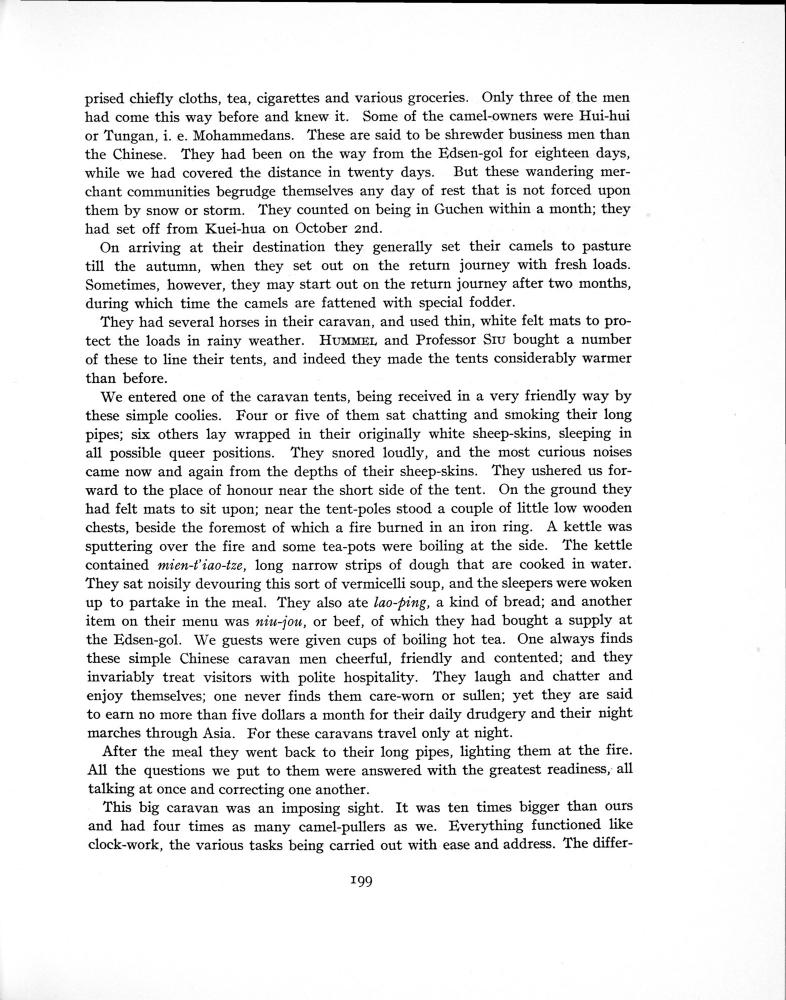 prised chiefly cloths, tea, cigarettes and various groceries. Only three of the men
had come this way before and knew it. Some of the camel-owners were Hui-hui
or Tungan, i. e. Mohammedans. These are said to be shrewder business men than
the Chinese. They had been on the way from the Edsen-gol for eighteen days,
while we had covered the distance in twenty days. But these wandering mer-
chant communities begrudge themselves any day of rest that is not forced upon
them by snow or storm. They counted on being in Guchen within a month; they
had set off from Kuei-hua on October 2nd.
On arriving at their destination they generally set their camels to pasture
till the autumn, when they set out on the return journey with fresh loads.
Sometimes, however, they may start out on the return journey after two months,
during which time the camels are fattened with special fodder.
They had several horses in their caravan, and used thin, white felt mats to pro-
tect the loads in rainy weather. HUMMEL and Professor SIU bought a number
of these to line their tents, and indeed they made the tents considerably warmer
than before.
We entered one of the caravan tents, being received in a very friendly way by
these simple coolies. Four or five of them sat chatting and smoking their long
pipes; six others lay wrapped in their originally white sheep-skins, sleeping in
all possible queer positions. They snored loudly, and the most curious noises
came now and again from the depths of their sheep-skins. They ushered us for-
ward to the place of honour near the short side of the tent. On the ground they
had felt mats to sit upon; near the tent-poles stood a couple of little low wooden
chests, beside the foremost of which a fire burned in an iron ring. A kettle was
sputtering over the fire and some tea-pots were boiling at the side. The kettle
contained mien-t'iao-tze, long narrow strips of dough that are cooked in water.
They sat noisily devouring this sort of vermicelli soup, and the sleepers were woken
up to partake in the meal. They also ate lao-ping, a kind of bread; and another
item on their menu was niu-jou, or beef, of which they had bought a supply at
the Edsen-gol. We guests were given cups of boiling hot tea. One always finds
these simple Chinese caravan men cheerful, friendly and contented; and they
invariably treat visitors with polite hospitality. They laugh and chatter and
enjoy themselves; one never finds them care-worn or sullen; yet they are said
to earn no more than five dollars a month for their daily drudgery and their night
marches through Asia. For these caravans travel only at night.
After the meal they went back to their long pipes, lighting them at the fire.
All the questions we put to them were answered with the greatest readiness, all
talking at once and correcting one another.
This big caravan was an imposing sight. It was ten times bigger than ours
and had four times as many camel-pullers as we. Everything functioned like
clock-work, the various tasks being carried out with ease and address. The differ-
199